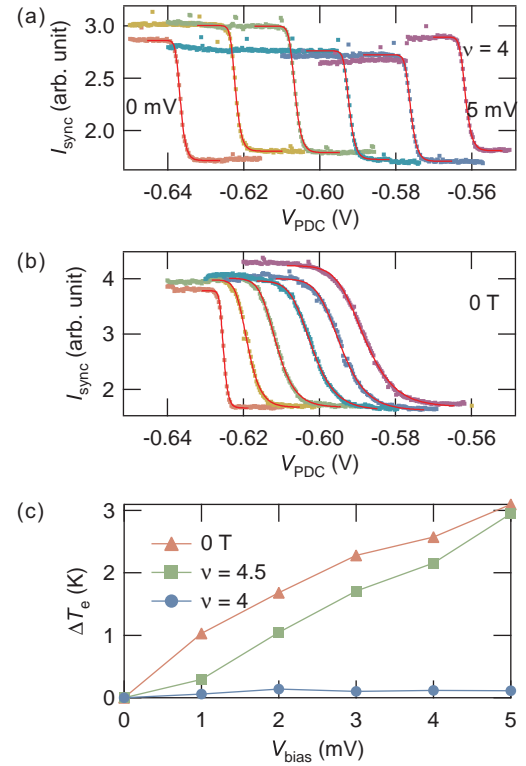 (a)
3.0
2.4
1.8
I_sync (arb. unit)
0 mV
ν = 4
5 mV
-0.64 -0.62 -0.60 -0.58 -0.56
V_PDC (V)
(b)
4
3
2
I_sync (arb. unit)
0 T
-0.64 -0.62 -0.60 -0.58 -0.56
V_PDC (V)
(c)
3
2
1
0
ΔT_e (K)
0 T
ν = 4.5
ν = 4
0 1 2 3 4 5
V_bias (mV)